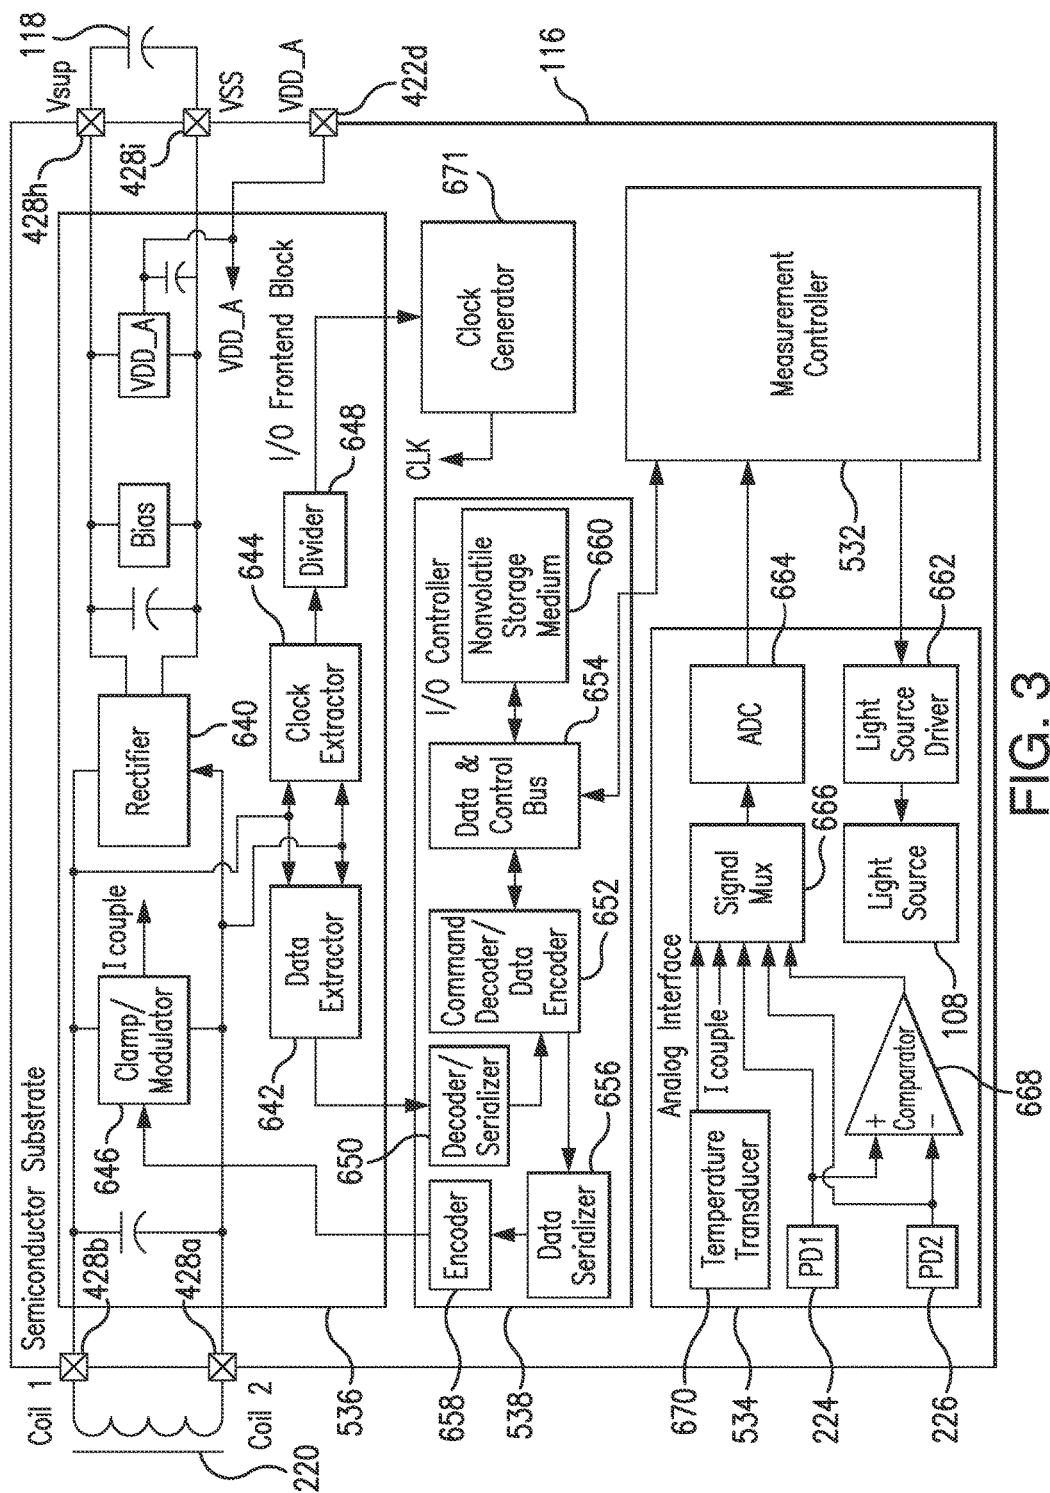 118
Vsup
VSS
VDD_A
422d
116
428h
428i
VDD_A
VDD_A
I/O Frontend Block
671
Clock
Generator
CLK
Measurement
Controller
532
Bias
Divider
648
644
Clock
Extractor
Rectifier
640
I/O Controller
Nonvolatile
Storage
Medium
660
654
Data &
Control
Bus
664
ADC
662
Light
Source
Driver
666
Signal
Mux
Light
Source
108
I couple
Clamp/
Modulator
646
Data
Extractor
642
Command
Decoder/
Data
Encoder
652
Decoder/
Serializer
650
656
Data
Serializer
Encoder
658
Analog Interface
I couple
Comparator
+
–
668
Temperature
Transducer
670
PD1
PD2
534
224
226
538
536
Semiconductor Substrate
428b
428a
Coil 1
Coil 2
220
FIG. 3